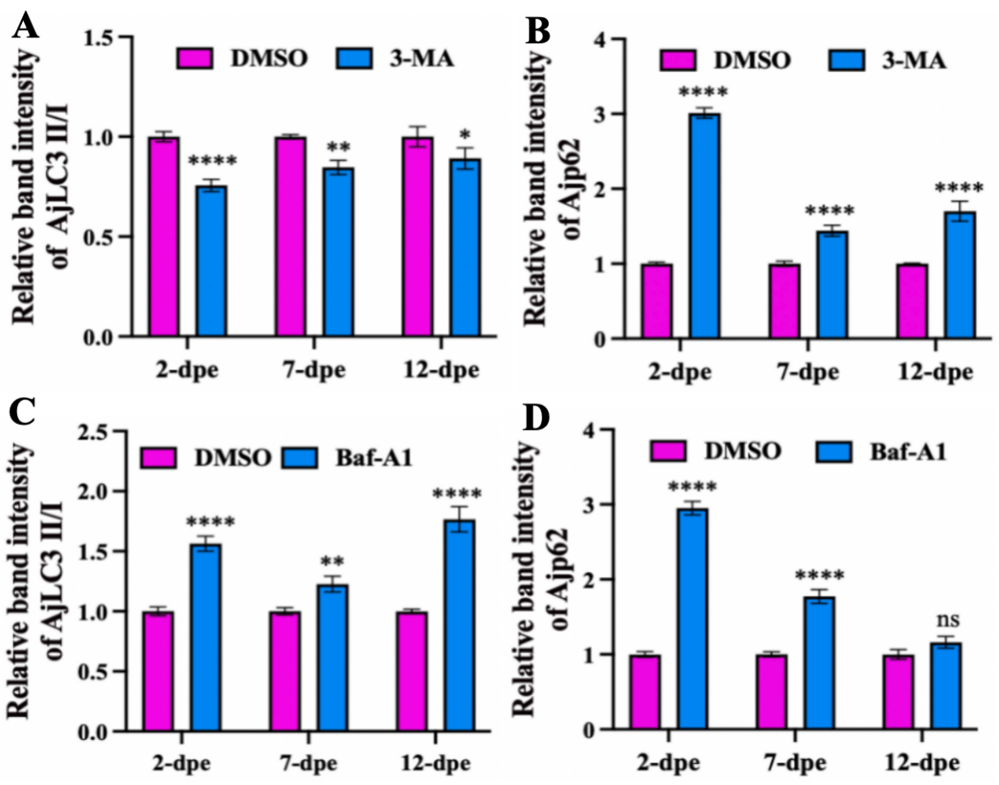 A
Relative band intensity
of AjLC3 II/I
1.5
1.0
0.5
0.0
DMSO 3-MA
****
**
*
2-dpe 7-dpe 12-dpe
B
Relative band intensity
of Ajp62
4
3
2
1
0
DMSO 3-MA
****
****
****
2-dpe 7-dpe 12-dpe
C
Relative band intensity
of AjLC3 II/I
2.5
2.0
1.5
1.0
0.5
0.0
DMSO Baf-A1
****
**
****
2-dpe 7-dpe 12-dpe
D
Relative band intensity
of Ajp62
4
3
2
1
0
DMSO Baf-A1
****
****
ns
2-dpe 7-dpe 12-dpe